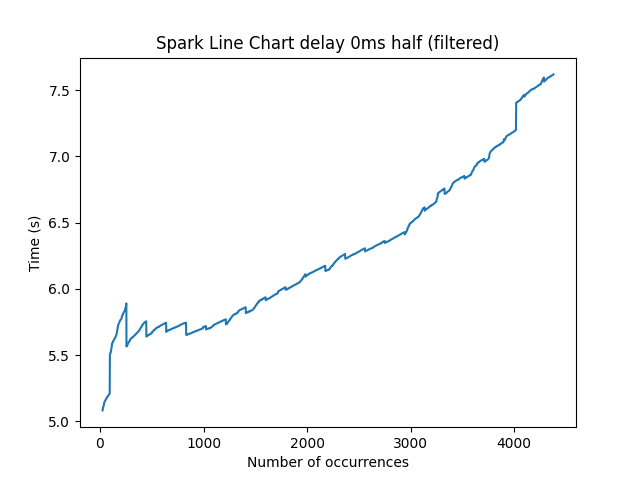 Spark Line Chart delay 0ms half (filtered)
Time (s)
7.5
7.0
6.5
6.0
5.5
5.0
0 1000 2000 3000 4000
Number of occurrences